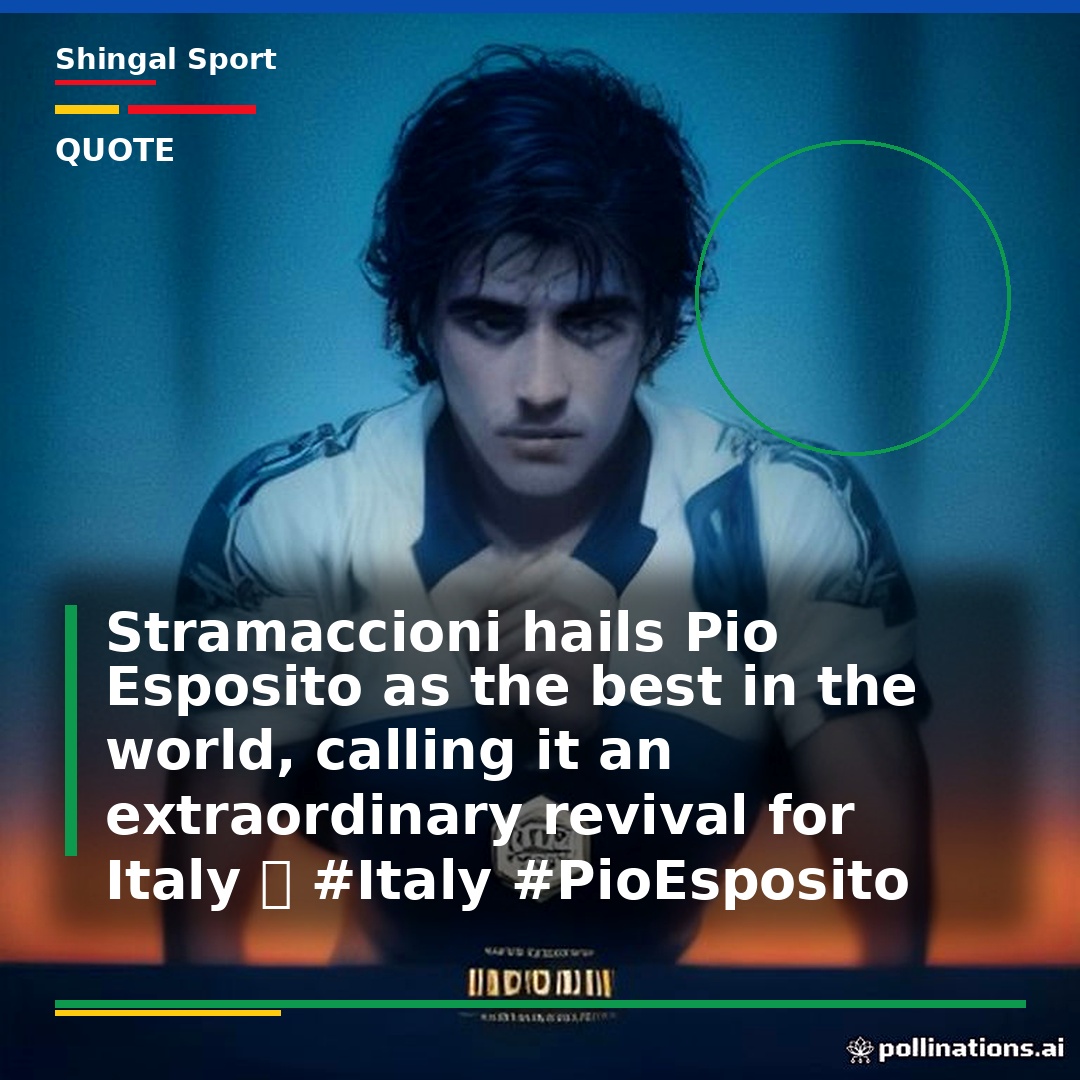 Shingal Sport
QUOTE
Stramaccioni hails Pio
Esposito as the best in the
world, calling it an
extraordinary revival for
Italy #Italy #PioEsposito
pollinations.ai